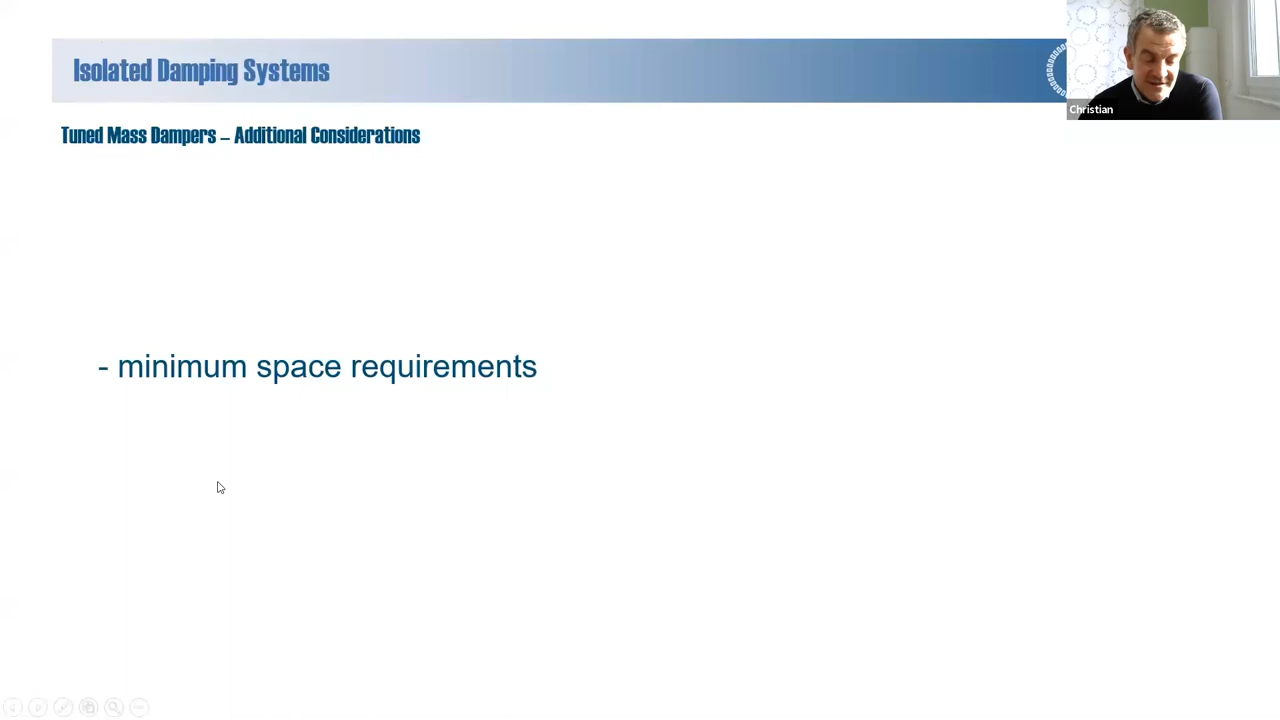 Isolated Damping Systems
Christian
Tuned Mass Dampers – Additional Considerations
- minimum space requirements